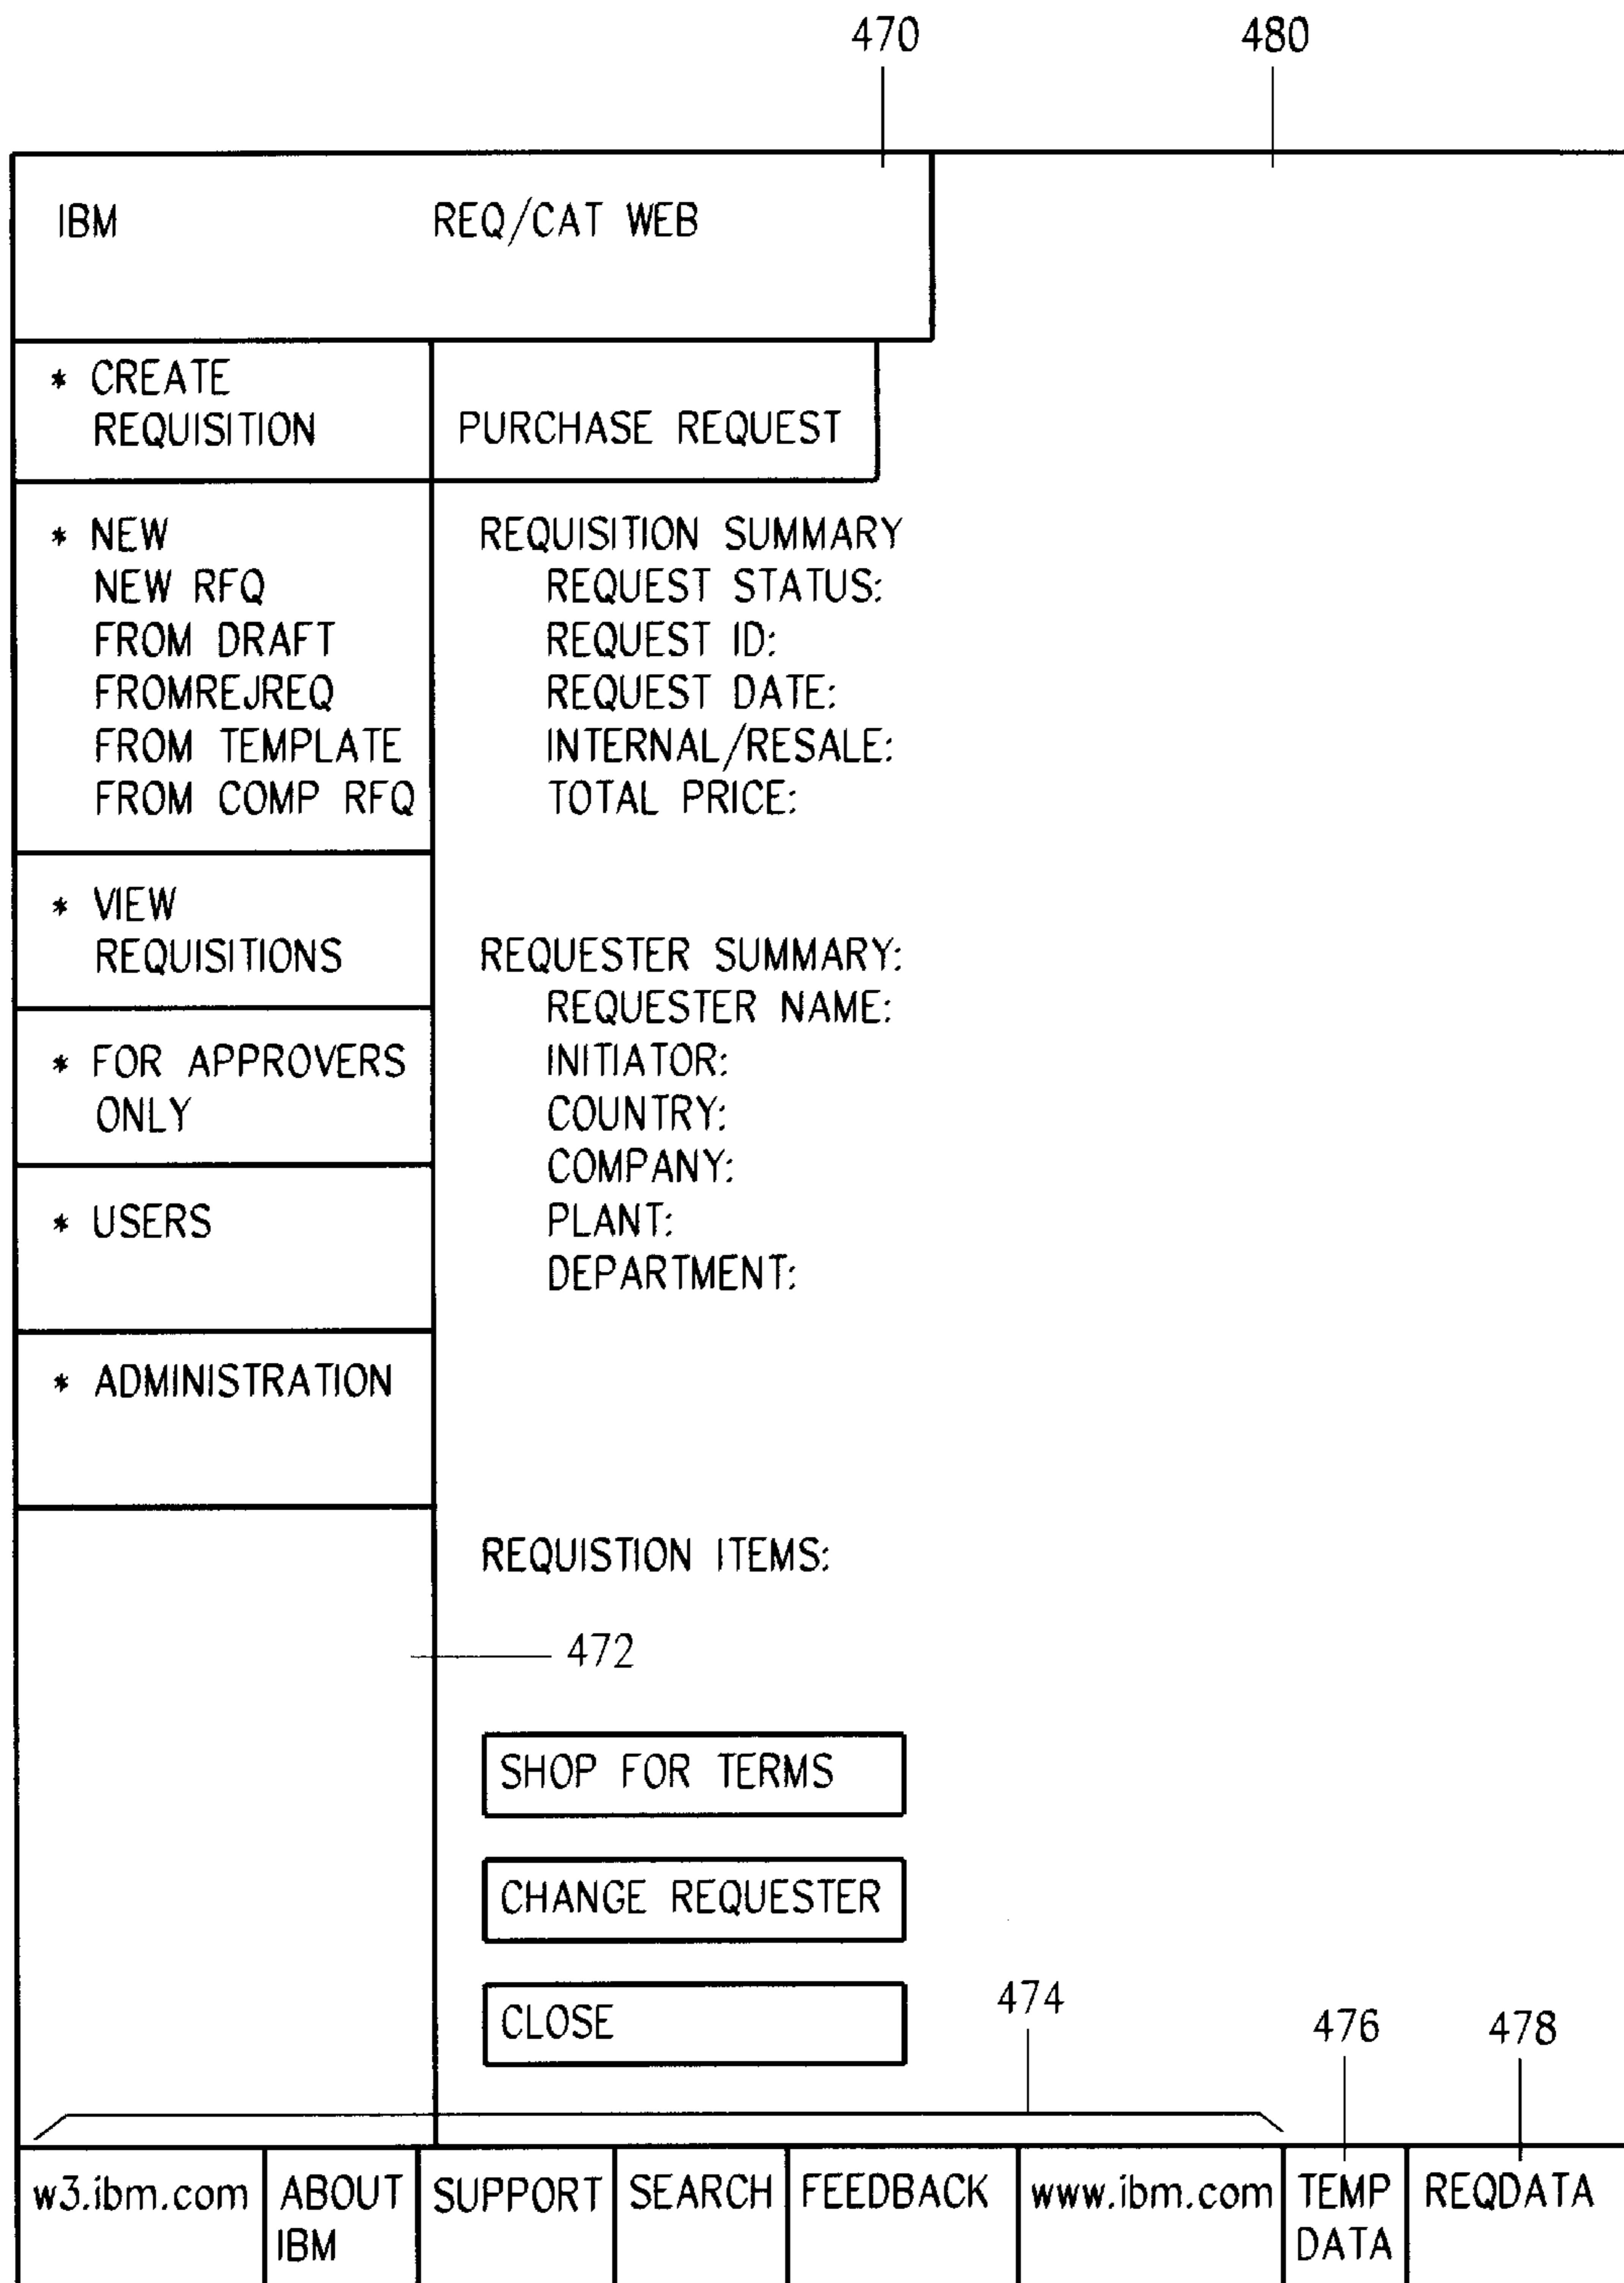 470 480
IBM REQ/CAT WEB
* CREATE
REQUISITION
PURCHASE REQUEST
* NEW
NEW RFQ
FROM DRAFT
FROMREJREQ
FROM TEMPLATE
FROM COMP RFQ
* VIEW
REQUISITIONS
* FOR APPROVERS
ONLY
* USERS
* ADMINISTRATION
REQUISITION SUMMARY
REQUEST STATUS:
REQUEST ID:
REQUEST DATE:
INTERNAL/RESALE:
TOTAL PRICE:
REQUESTER SUMMARY:
REQUESTER NAME:
INITIATOR:
COUNTRY:
COMPANY:
PLANT:
DEPARTMENT:
REQUISTION ITEMS:
472
SHOP FOR TERMS
CHANGE REQUESTER
CLOSE
474
476
478
w3.ibm.com
ABOUT
IBM
SUPPORT
SEARCH
FEEDBACK
www.ibm.com
TEMP
DATA
REQDATA